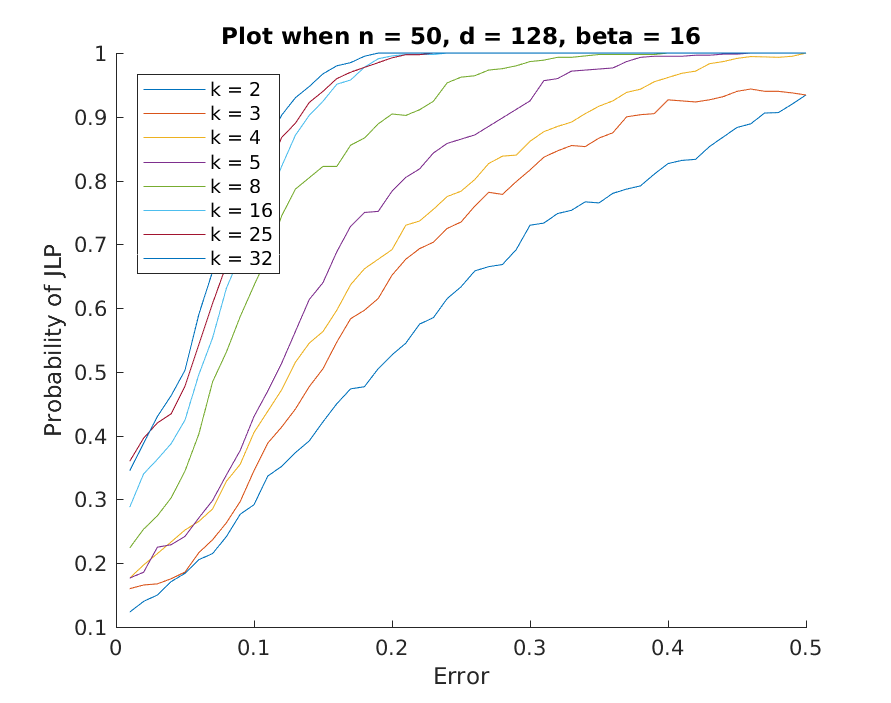 Plot when n = 50, d = 128, beta = 16
1
0.9
0.8
0.7
0.6
0.5
0.4
0.3
0.2
0.1
Probability of JLP
k = 2
k = 3
k = 4
k = 5
k = 8
k = 16
k = 25
k = 32
0
0.1
0.2
0.3
0.4
0.5
Error